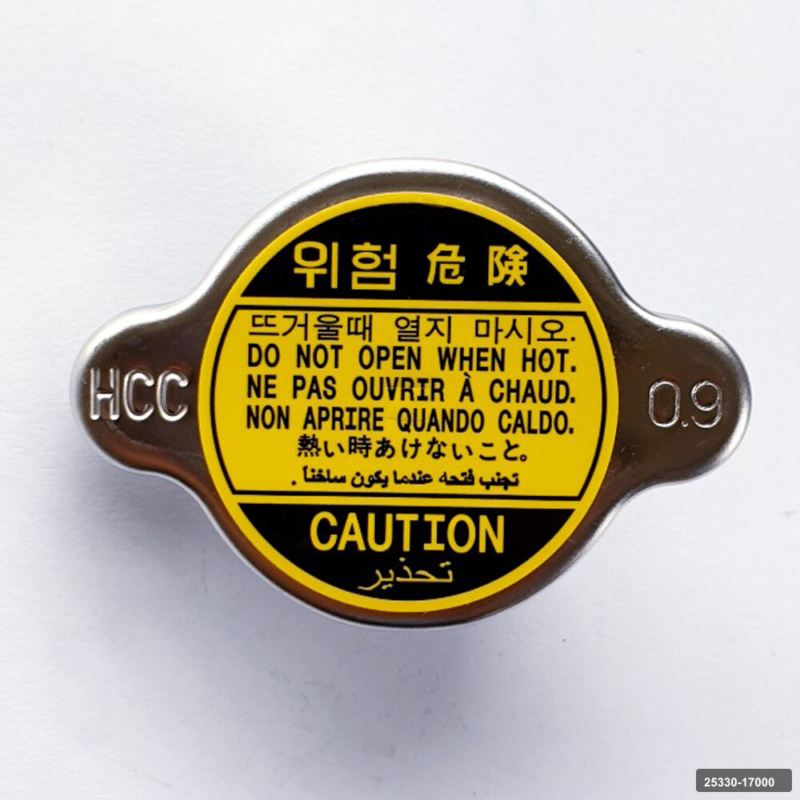 위험 危険
뜨거울때 열지 마시오.
DO NOT OPEN WHEN HOT.
NE PAS OUVRIR À CHAUD.
NON APRIRE QUANDO CALDO.
熱い時あけないこと。
تجنب فتحه عندما يكون ساخناً .
HCC
0.9
CAUTION
تحذير
25330-17000